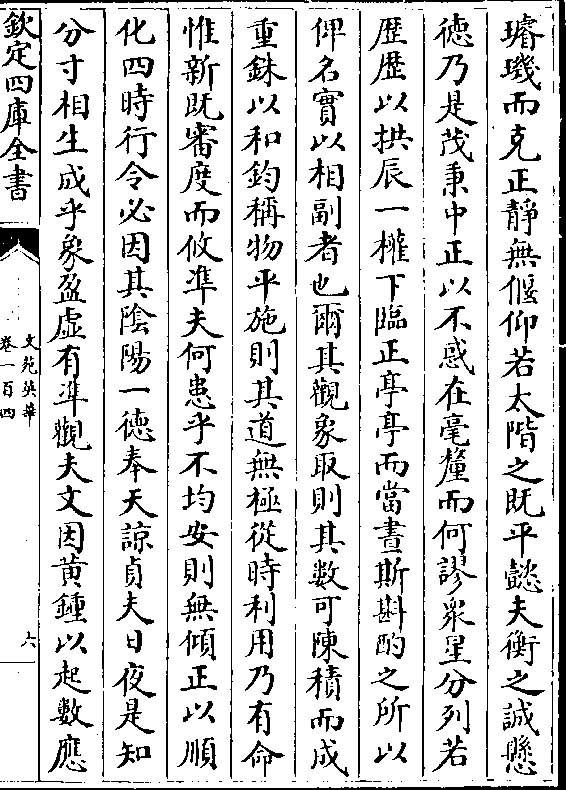 璿璣而克正靜無偃仰若太階之既平懿夫衡之誠懸
德乃是茂秉中正以不惑在毫釐而何謬衆星分列若
歴歴以拱辰一權下臨正亭亭而當晝斯斟酌之所以
俾名實以相副者也爾其觀象取則其數可陳積而成
重銖以和鈞稱物平施則其道無極從時利用乃有命
惟新既審度而攸準夫何患乎不均安則無傾正以順
化四時行令必因其陰陽一德奉天諒貞夫日夜是知
分寸相生成乎象盈虛有準觀夫文因黄鍾以起數應
欽定四庫全書
文苑英華
卷一百四
六